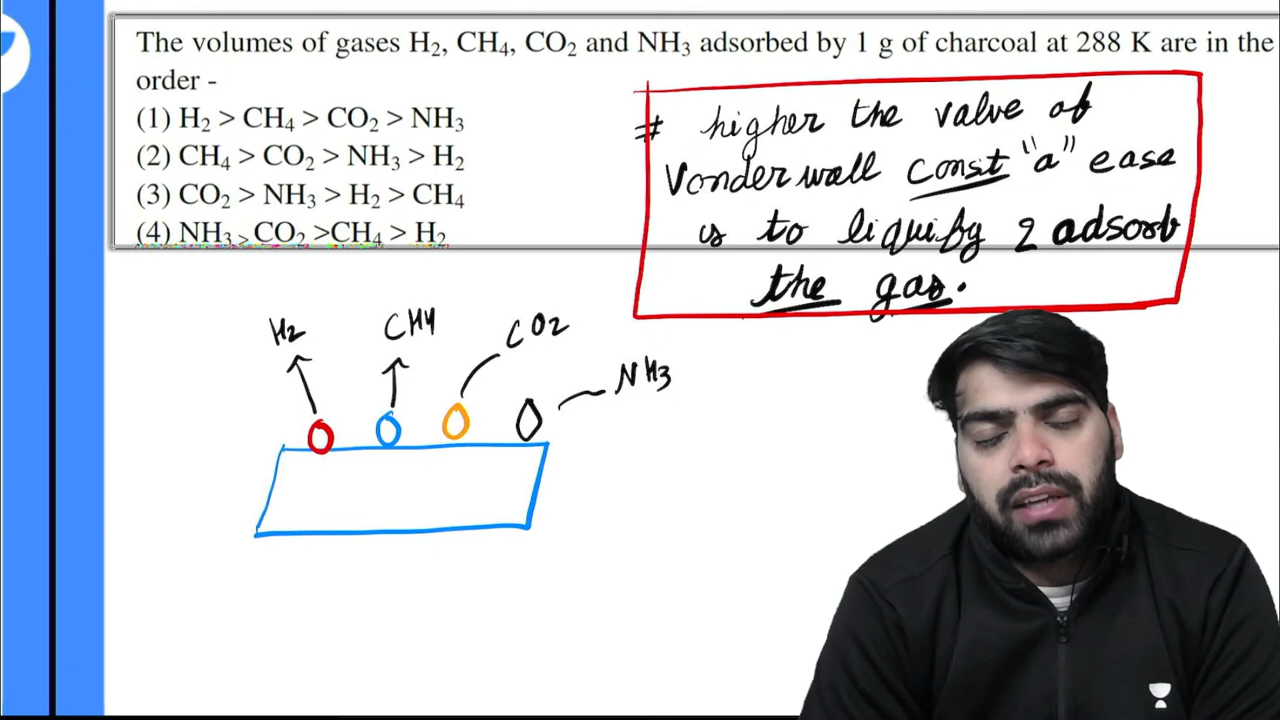 The volumes of gases H₂, CH₄, CO₂ and NH₃ adsorbed by 1 g of charcoal at 288 K are in the
order -
(1) H₂ > CH₄ > CO₂ > NH₃
(2) CH₄ > CO₂ > NH₃ > H₂
(3) CO₂ > NH₃ > H₂ > CH₄
(4) NH₃ > CO₂ >CH₄ > H₂
# higher the value of
Vonderwall const "a" ease
is to liquify & adsorb
the gas.
H2
CH4
CO2
NH3